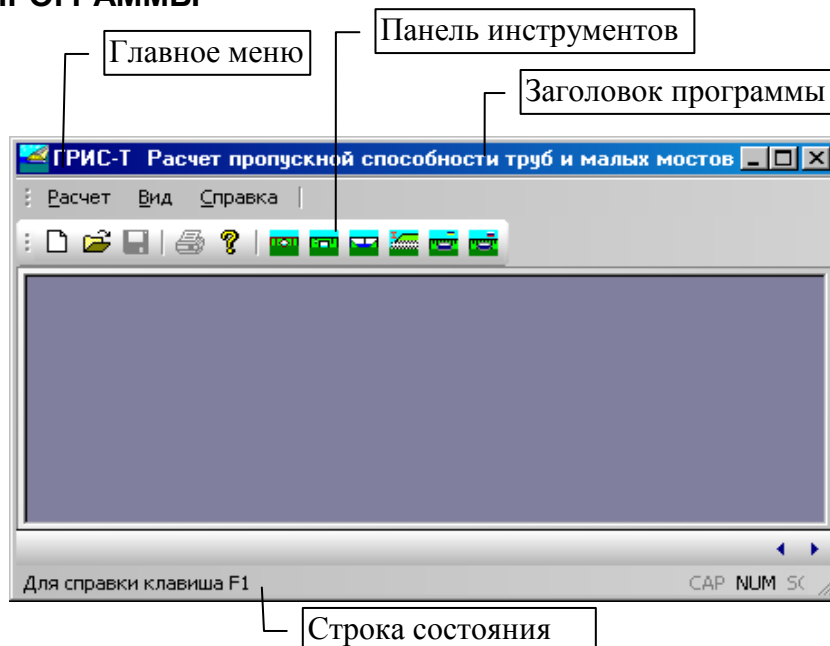 Панель инструментов
Главное меню
Заголовок программы
ГРИС-Т Расчет пропускной способности труб и малых мостов
Расчет Вид Справка
Для справки клавиша F1 CAP NUM
Строка состояния